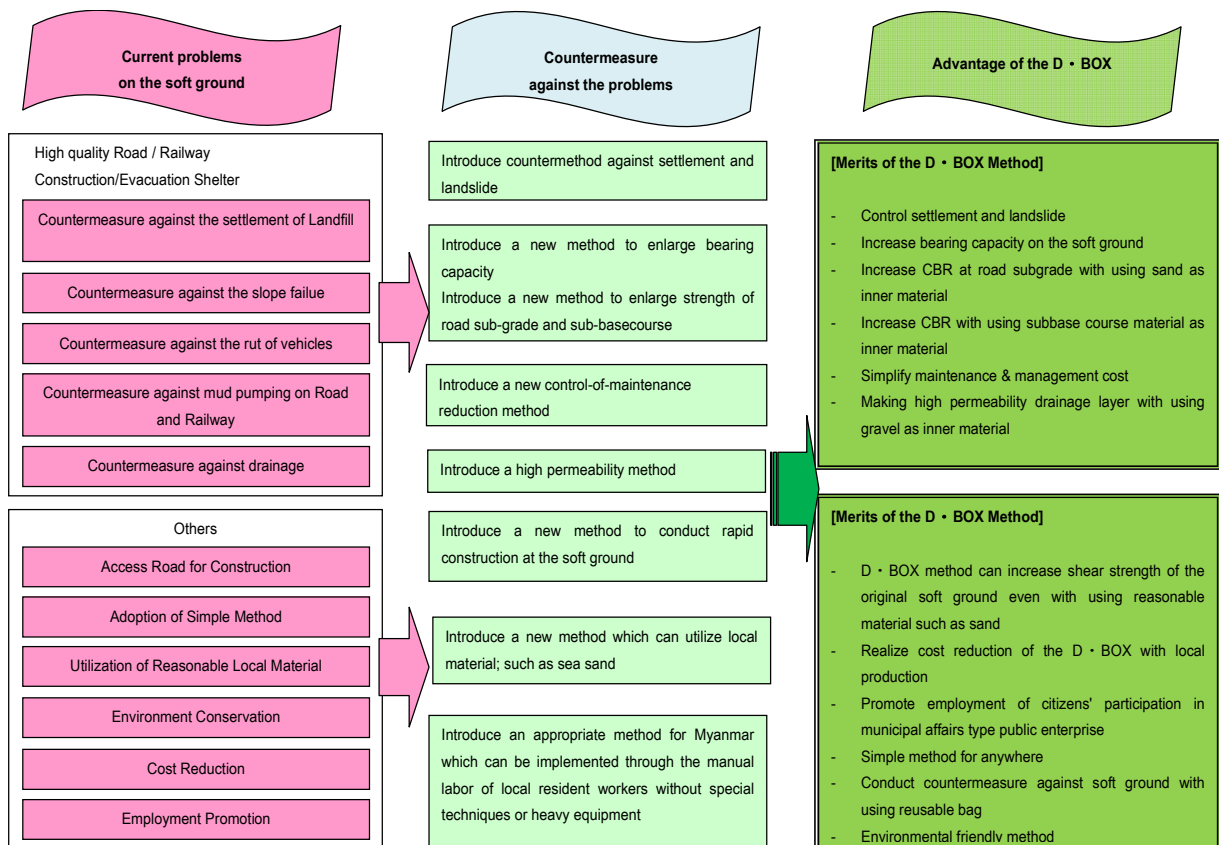 Current problems
on the soft ground
Countermeasure
against the problems
Advantage of the D・BOX
High quality Road / Railway
Construction/Evacuation Shelter
Countermeasure against the settlement of Landfill
Countermeasure against the slope failue
Countermeasure against the rut of vehicles
Countermeasure against mud pumping on Road
and Railway
Countermeasure against drainage
Others
Access Road for Construction
Adoption of Simple Method
Utilization of Reasonable Local Material
Environment Conservation
Cost Reduction
Employment Promotion
Introduce countermethod against settlement and
landslide
Introduce a new method to enlarge bearing
capacity
Introduce a new method to enlarge strength of
road sub-grade and sub-basecourse
Introduce a new control-of-maintenance
reduction method
Introduce a high permeability method
Introduce a new method to conduct rapid
construction at the soft ground
Introduce a new method which can utilize local
material; such as sea sand
Introduce an appropriate method for Myanmar
which can be implemented through the manual
labor of local resident workers without special
techniques or heavy equipment
[Merits of the D・BOX Method]
- Control settlement and landslide
- Increase bearing capacity on the soft ground
- Increase CBR at road subgrade with using sand as
inner material
- Increase CBR with using subbase course material as
inner material
- Simplify maintenance & management cost
- Making high permeability drainage layer with using
gravel as inner material
[Merits of the D・BOX Method]
- D・BOX method can increase shear strength of the
original soft ground even with using reasonable
material such as sand
- Realize cost reduction of the D・BOX with local
production
- Promote employment of citizens' participation in
municipal affairs type public enterprise
- Simple method for anywhere
- Conduct countermeasure against soft ground with
using reusable bag
- Environmental friendly method